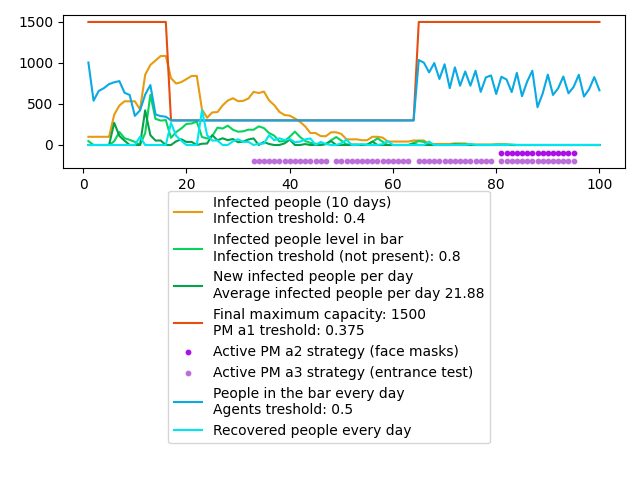 1500
1000
500
0
0
20
40
60
80
100
Infected people (10 days)
Infection treshold: 0.4
Infected people level in bar
Infection treshold (not present): 0.8
New infected people per day
Average infected people per day 21.88
Final maximum capacity: 1500
PM a1 treshold: 0.375
Active PM a2 strategy (face masks)
Active PM a3 strategy (entrance test)
People in the bar every day
Agents treshold: 0.5
Recovered people every day